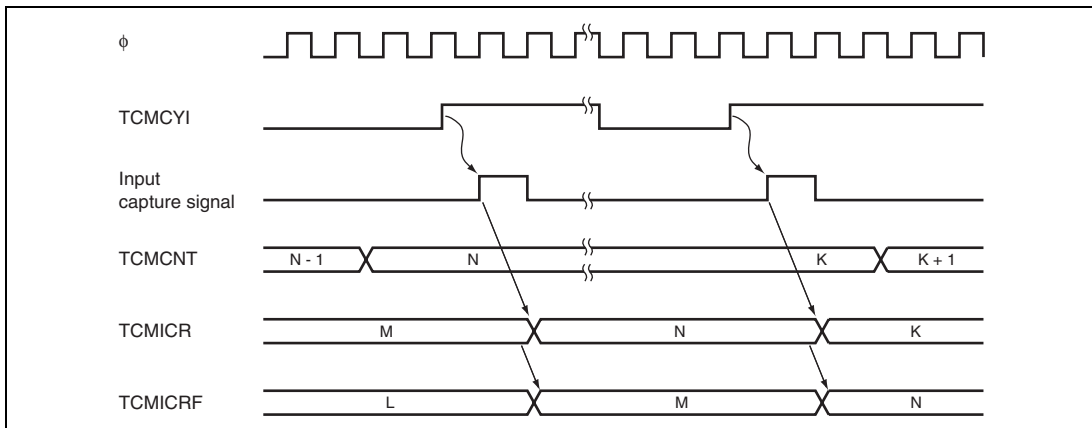 ϕ
TCMCYI
Input
capture signal
TCMCNT N - 1 N K K + 1
TCMICR M N K
TCMICRF L M N